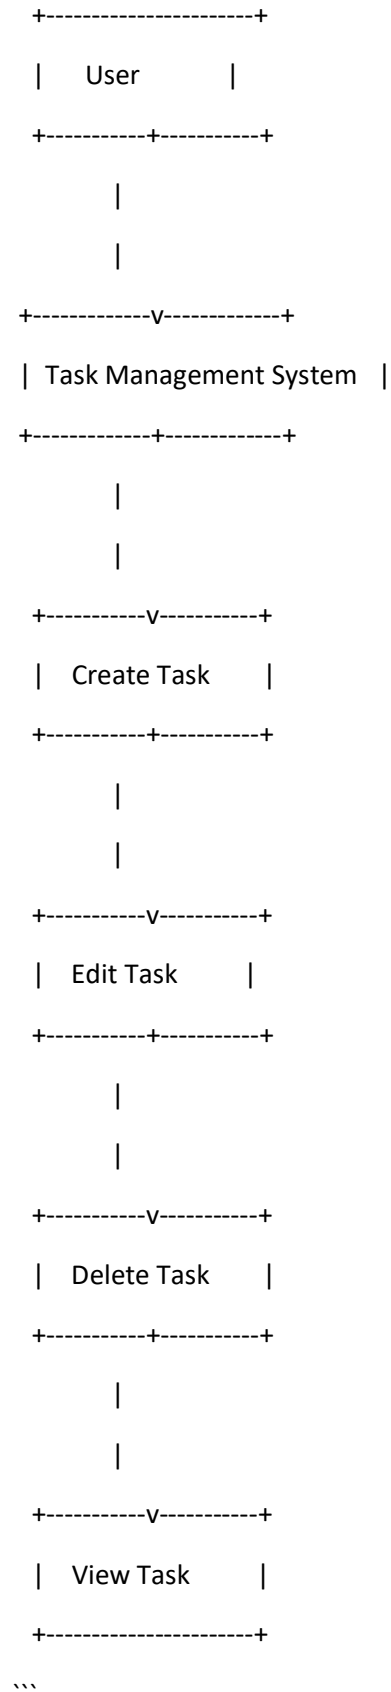 +-----------------------+
| User |
+-----------+-----------+
|
|
+-------------v-------------+
| Task Management System |
+-------------+-------------+
|
|
+-----------v-----------+
| Create Task |
+-----------+-----------+
|
|
+-----------v-----------+
| Edit Task |
+-----------+-----------+
|
|
+-----------v-----------+
| Delete Task |
+-----------+-----------+
|
|
+-----------v-----------+
| View Task |
+-----------------------+
```